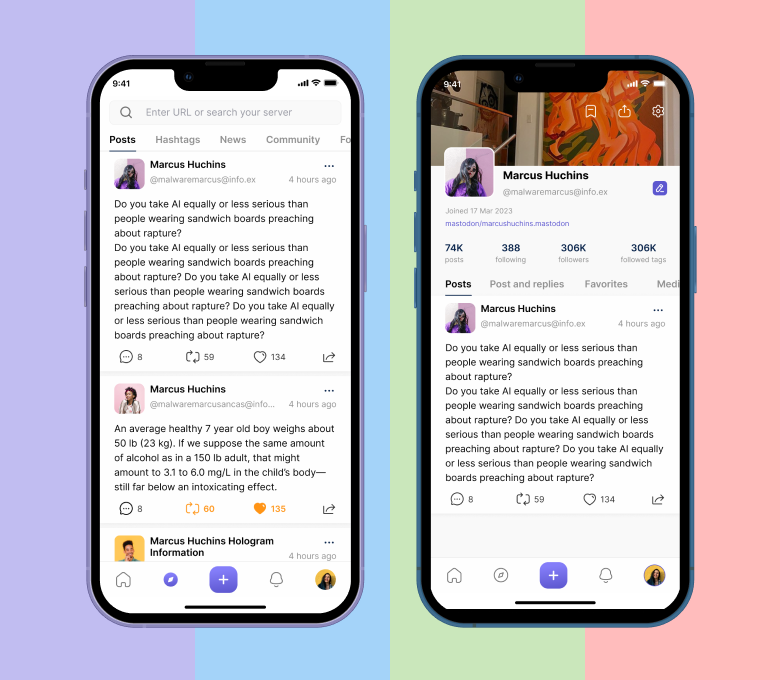 9:41
Enter URL or search your server
Posts Hashtags News Community Fo
Marcus Huchins
@malwaremarcus@info.ex 4 hours ago
Do you take AI equally or less serious than
people wearing sandwich boards preaching
about rapture?
Do you take AI equally or less serious than
people wearing sandwich boards preaching
about rapture? Do you take AI equally or less
serious than people wearing sandwich boards
preaching about rapture? Do you take AI equally
or less serious than people wearing sandwich
boards preaching about rapture?
8 59 134
Marcus Huchins
@malwaremarcusancas@info... 4 hours ago
An average healthy 7 year old boy weighs about
50 lb (23 kg). If we suppose the same amount
of alcohol as in a 150 lb adult, that might
amount to 3.1 to 6.0 mg/L in the child’s body—
still far below an intoxicating effect.
8 60 135
Marcus Huchins Hologram
Information
4 hours ago
9:41
Marcus Huchins
@malwaremarcus@info.ex
Joined 17 Mar 2023
mastodon/marcushuchins.mastodon
74K 388 306K 306K
posts following followers followed tags
Posts Post and replies Favorites Medi
Marcus Huchins
@malwaremarcus@info.ex 4 hours ago
Do you take AI equally or less serious than
people wearing sandwich boards preaching
about rapture?
Do you take AI equally or less serious than
people wearing sandwich boards preaching
about rapture? Do you take AI equally or less
serious than people wearing sandwich boards
preaching about rapture? Do you take AI equally
or less serious than people wearing sandwich
boards preaching about rapture?
8 59 134